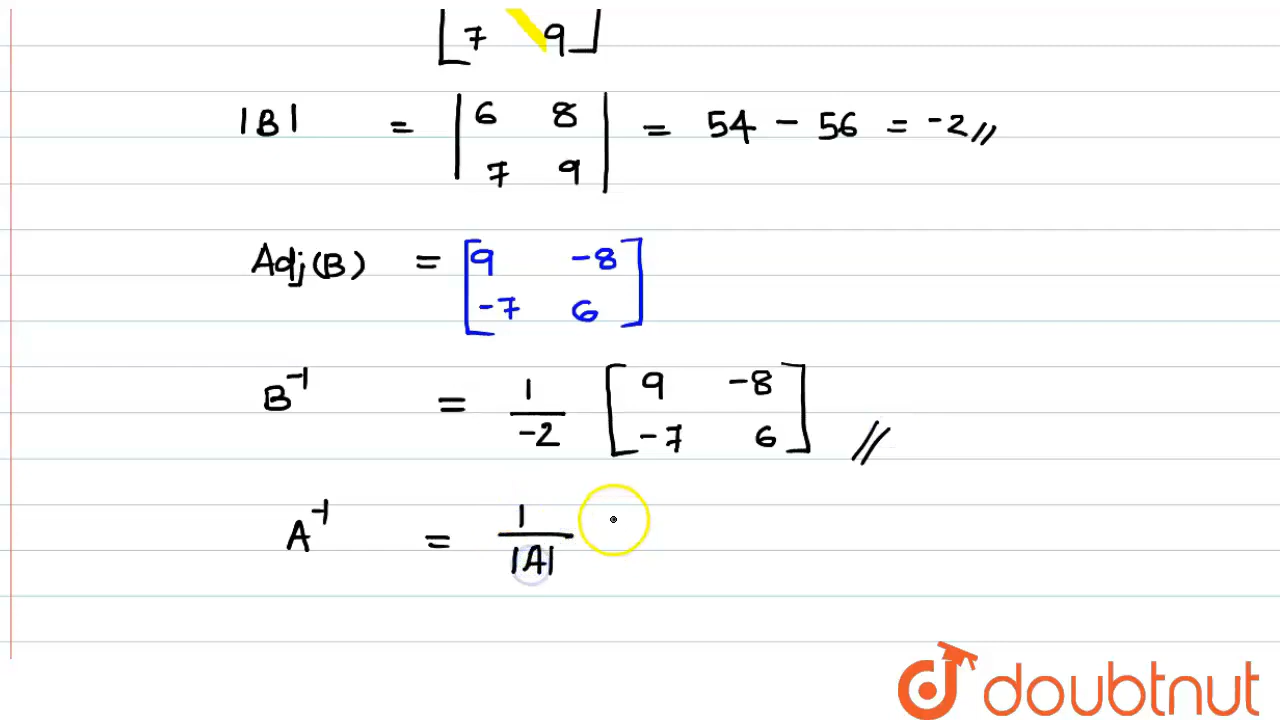 7 9
|B| = | 6 8 | = 54 - 56 = -2 //
7 9
Adj(B) = [ 9 -8
-7 6 ]
B⁻¹ = 1/-2 [ 9 -8
-7 6 ] //
A⁻¹ = 1/|A|
doubtnut